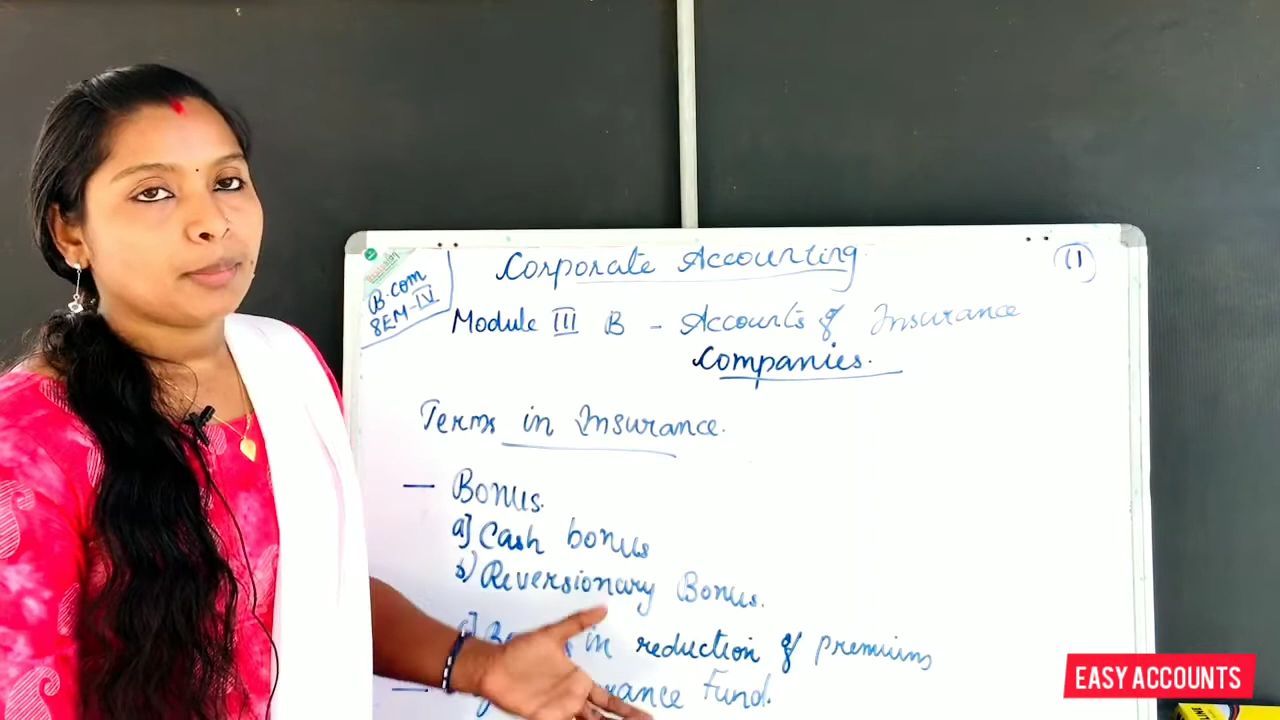 Corporate Accounting
(1)
B.com
SEM-IV
Module III B - Accounts of Insurance
Companies.
Terms in Insurance.
— Bonus.
a] Cash bonus
b) Reversionary Bonus.
c] in reduction of premiums
— Fund.
EASY ACCOUNTS